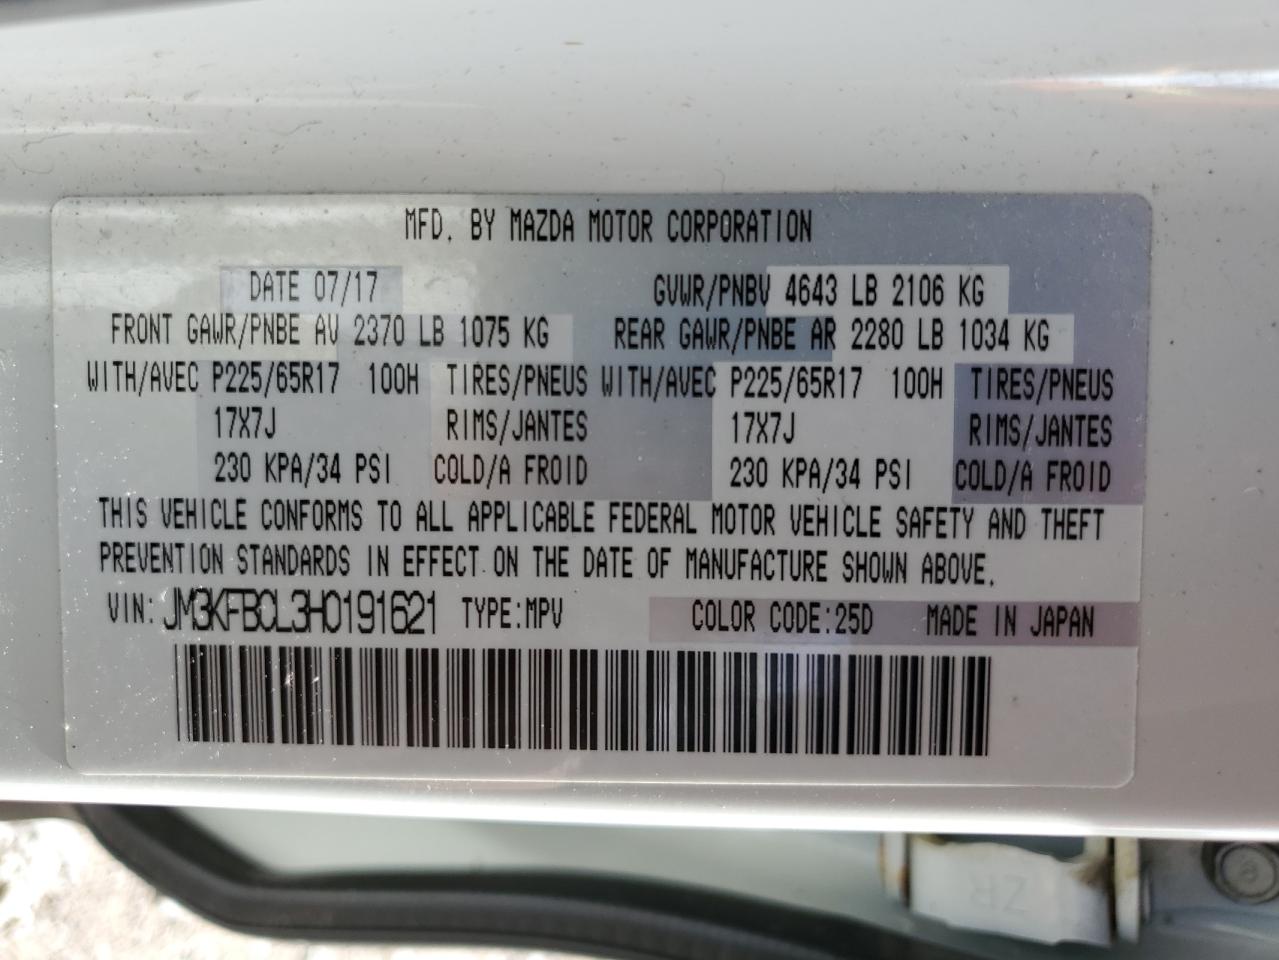 MFD. BY MAZDA MOTOR CORPORATION
DATE 07/17 GVWR/PNBV 4643 LB 2106 KG
FRONT GAWR/PNBE AV 2370 LB 1075 KG REAR GAWR/PNBE AR 2280 LB 1034 KG
WITH/AVEC P225/65R17 100H TIRES/PNEUS WITH/AVEC P225/65R17 100H TIRES/PNEUS
17X7J RIMS/JANTES 17X7J RIMS/JANTES
230 KPA/34 PSI COLD/A FROID 230 KPA/34 PSI COLD/A FROID
THIS VEHICLE CONFORMS TO ALL APPLICABLE FEDERAL MOTOR VEHICLE SAFETY AND THEFT
PREVENTION STANDARDS IN EFFECT ON THE DATE OF MANUFACTURE SHOWN ABOVE.
VIN: JM3KFBCL3H0191621 TYPE:MPV COLOR CODE:25D MADE IN JAPAN
ZR
8